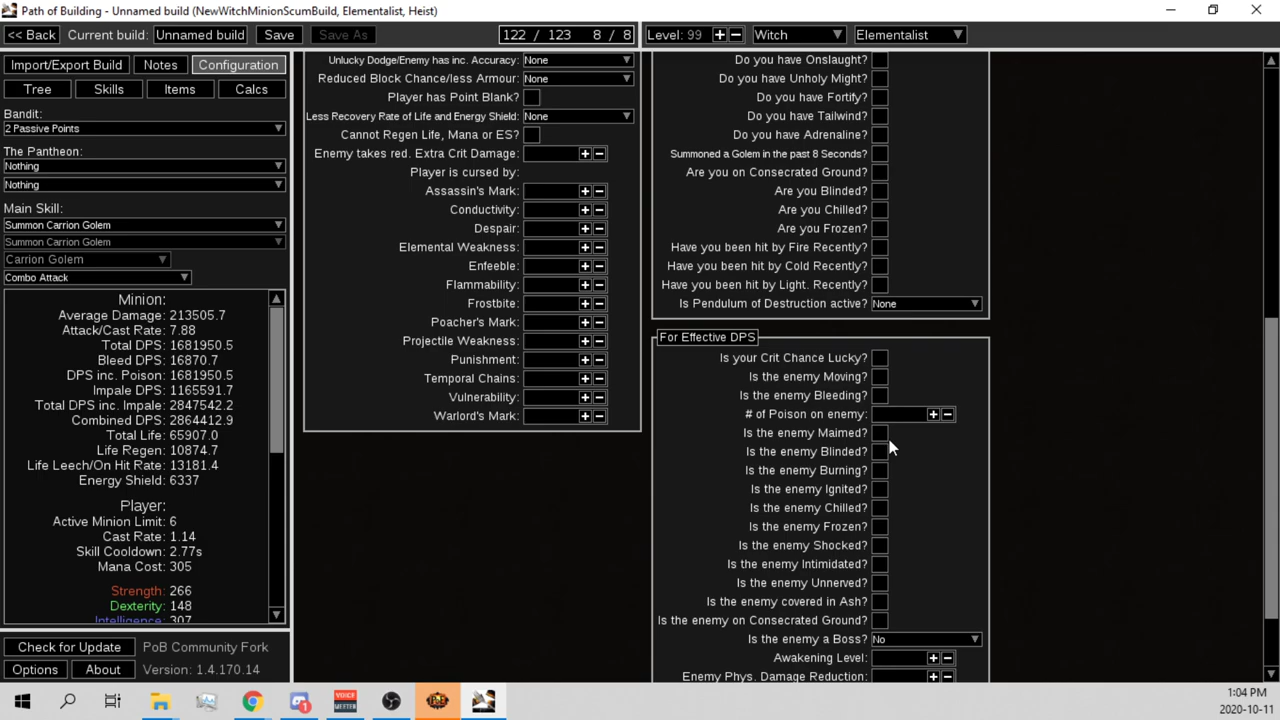 Path of Building - Unnamed build (NewWitchMinionScumBuild, Elementalist, Heist)
<< Back Current build: Unnamed build Save Save As 122 / 123 8 / 8 Level: 99 Witch Elementalist
Import/Export Build Notes Configuration
Tree Skills Items Calcs
Bandit:
2 Passive Points
The Pantheon:
Nothing
Nothing
Main Skill:
Summon Carrion Golem
Summon Carrion Golem
Carrion Golem
Combo Attack
Minion:
Average Damage: 213505.7
Attack/Cast Rate: 7.88
Total DPS: 1681950.5
Bleed DPS: 16870.7
DPS inc. Poison: 1681950.5
Impale DPS: 1165591.7
Total DPS inc. Impale: 2847542.2
Combined DPS: 2864412.9
Total Life: 65907.0
Life Regen: 10874.7
Life Leech/On Hit Rate: 13181.4
Energy Shield: 6337
Player:
Active Minion Limit: 6
Cast Rate: 1.14
Skill Cooldown: 2.77s
Mana Cost: 305
Strength: 266
Dexterity: 148
Intelligence: 307
Check for Update PoB Community Fork
Options About Version: 1.4.170.14
Unlucky Dodge/Enemy has inc. Accuracy: None
Reduced Block Chance/less Armour: None
Player has Point Blank?
Less Recovery Rate of Life and Energy Shield: None
Cannot Regen Life, Mana or ES?
Enemy takes red. Extra Crit Damage:
Player is cursed by:
Assassin's Mark:
Conductivity:
Despair:
Elemental Weakness:
Enfeeble:
Flammability:
Frostbite:
Poacher's Mark:
Projectile Weakness:
Punishment:
Temporal Chains:
Vulnerability:
Warlord's Mark:
Do you have Onslaught?
Do you have Unholy Might?
Do you have Fortify?
Do you have Tailwind?
Do you have Adrenaline?
Summoned a Golem in the past 8 Seconds?
Are you on Consecrated Ground?
Are you Blinded?
Are you Chilled?
Are you Frozen?
Have you been hit by Fire Recently?
Have you been hit by Cold Recently?
Have you been hit by Light. Recently?
Is Pendulum of Destruction active? None
For Effective DPS
Is your Crit Chance Lucky?
Is the enemy Moving?
Is the enemy Bleeding?
# of Poison on enemy:
Is the enemy Maimed?
Is the enemy Blinded?
Is the enemy Burning?
Is the enemy Ignited?
Is the enemy Chilled?
Is the enemy Frozen?
Is the enemy Shocked?
Is the enemy Intimidated?
Is the enemy Unnerved?
Is the enemy covered in Ash?
Is the enemy on Consecrated Ground?
Is the enemy a Boss? No
Awakening Level:
Enemy Phys. Damage Reduction:
VOICE
MEETER
1:04 PM
2020-10-11